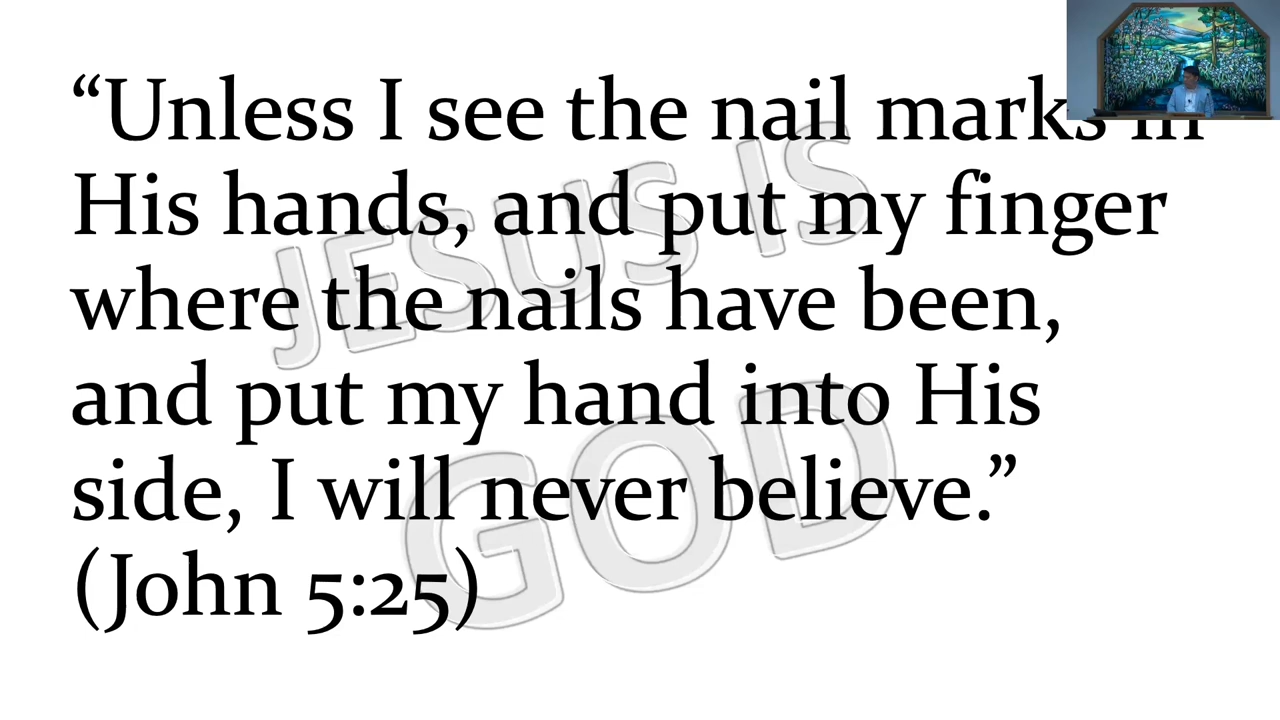 “Unless I see the nail marks in
His hands, and put my finger
where the nails have been,
and put my hand into His
side, I will never believe.”
(John 5:25)
JESUS IS
GOD